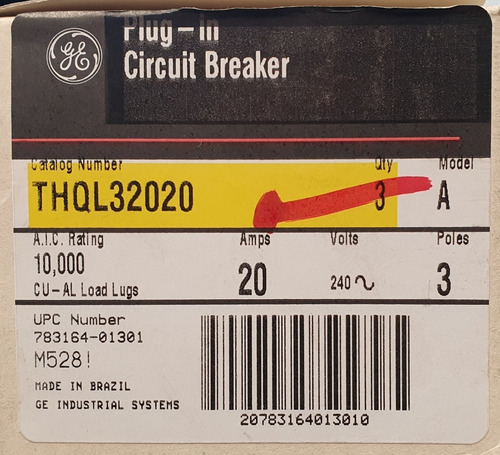 GE
Plug-in
Circuit Breaker
Catalog Number Qty Model
THQL32020 3 A
A.I.C. Rating Amps Volts Poles
10,000 20 240~ 3
CU-AL Load Lugs
UPC Number
783164-01301
M528!
MADE IN BRAZIL
GE INDUSTRIAL SYSTEMS
20783164013010